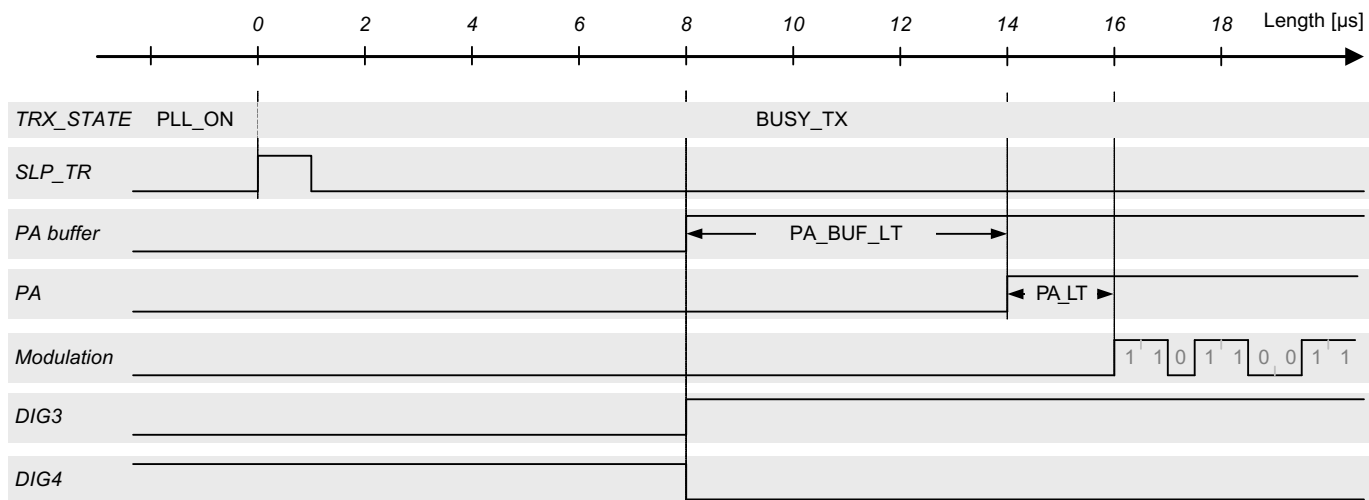 0 2 4 6 8 10 12 14 16 18 Length [µs]
TRX_STATE PLL_ON BUSY_TX
SLP_TR
PA buffer PA_BUF_LT
PA PA_LT
Modulation 1 1 0 1 1 0 0 1 1
DIG3
DIG4